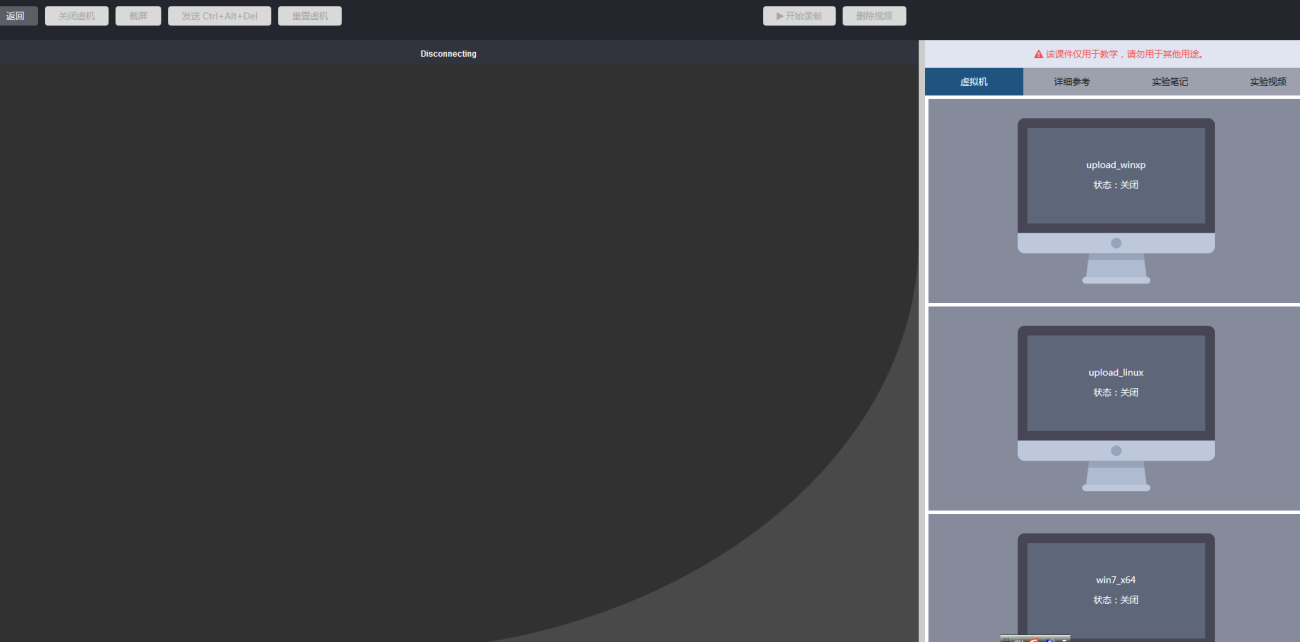 返回 关闭虚机 截屏 发送 Ctrl+Alt+Del 重置虚机 开始录制 删除视频
Disconnecting
该课件仅用于教学，请勿用于其他用途。
虚拟机 详细参考 实验笔记 实验视频
upload_winxp
状态：关闭
upload_linux
状态：关闭
win7_x64
状态：关闭